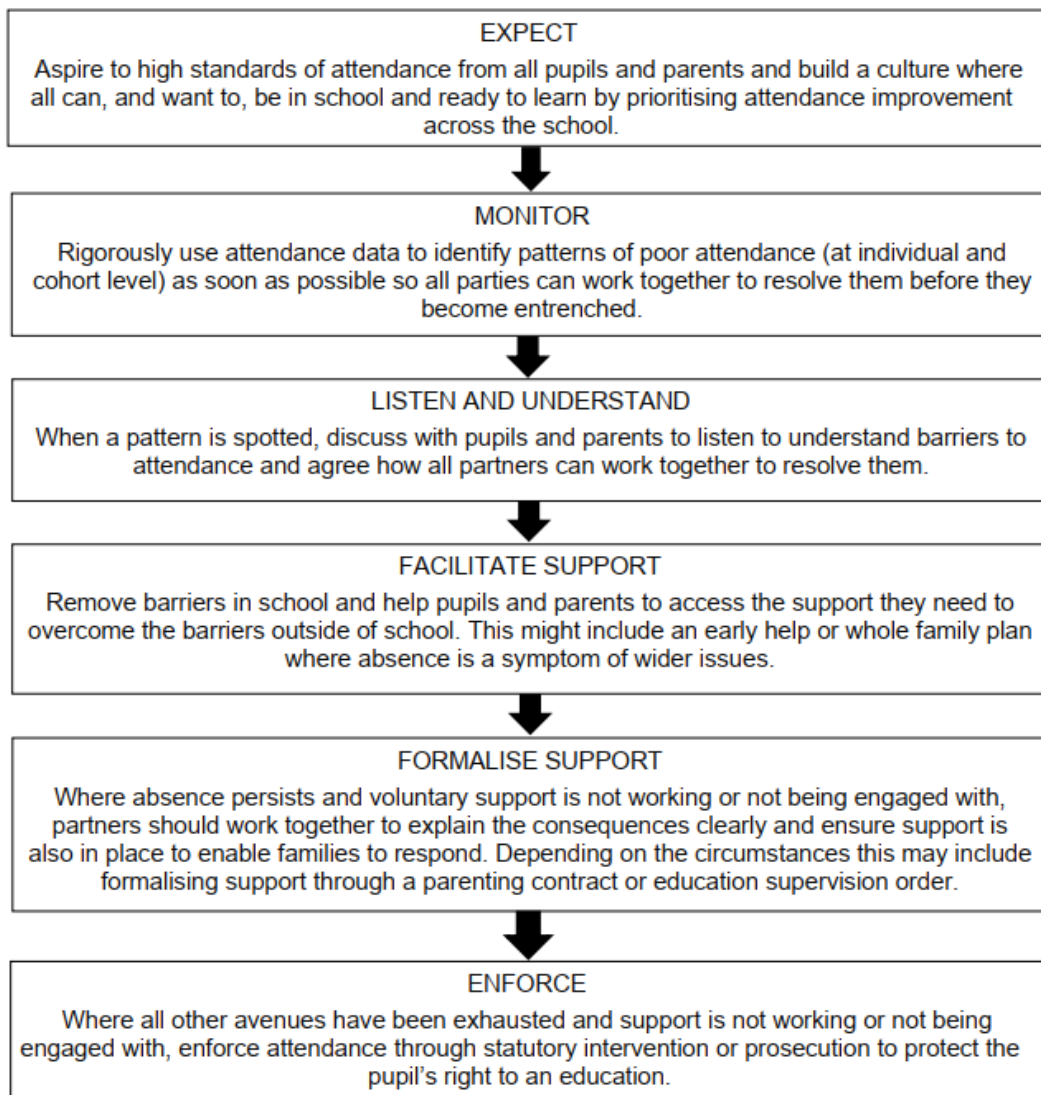 EXPECT
Aspire to high standards of attendance from all pupils and parents and build a culture where
all can, and want to, be in school and ready to learn by prioritising attendance improvement
across the school.
MONITOR
Rigorously use attendance data to identify patterns of poor attendance (at individual and
cohort level) as soon as possible so all parties can work together to resolve them before they
become entrenched.
LISTEN AND UNDERSTAND
When a pattern is spotted, discuss with pupils and parents to listen to understand barriers to
attendance and agree how all partners can work together to resolve them.
FACILITATE SUPPORT
Remove barriers in school and help pupils and parents to access the support they need to
overcome the barriers outside of school. This might include an early help or whole family plan
where absence is a symptom of wider issues.
FORMALISE SUPPORT
Where absence persists and voluntary support is not working or not being engaged with,
partners should work together to explain the consequences clearly and ensure support is
also in place to enable families to respond. Depending on the circumstances this may include
formalising support through a parenting contract or education supervision order.
ENFORCE
Where all other avenues have been exhausted and support is not working or not being
engaged with, enforce attendance through statutory intervention or prosecution to protect the
pupil's right to an education.